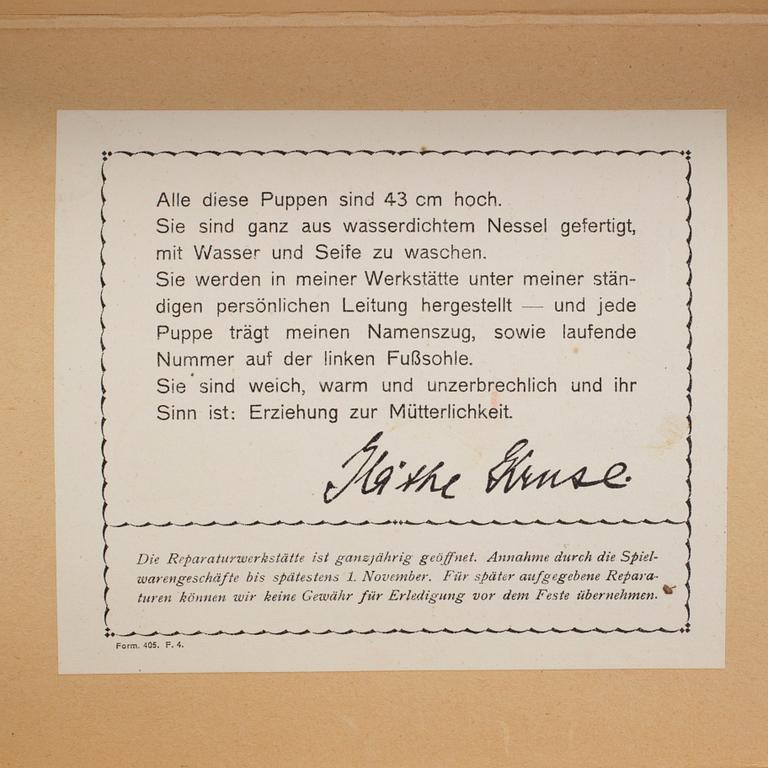 Alle diese Puppen sind 43 cm hoch.
Sie sind ganz aus wasserdichtem Nessel gefertigt,
mit Wasser und Seife zu waschen.
Sie werden in meiner Werkstätte unter meiner stän-
digen persönlichen Leitung hergestellt — und jede
Puppe trägt meinen Namenszug, sowie laufende
Nummer auf der linken Fußsohle.
Sie sind weich, warm und unzerbrechlich und ihr
Sinn ist: Erziehung zur Mütterlichkeit.
Käthe Kruse.
Die Reparaturwerkstätte ist ganzjährig geöffnet. Annahme durch die Spiel-
warengeschäfte bis spätestens 1. November. Für später aufgegebene Repara-
turen können wir keine Gewähr für Erledigung vor dem Feste übernehmen.
Form. 405. F. 4.